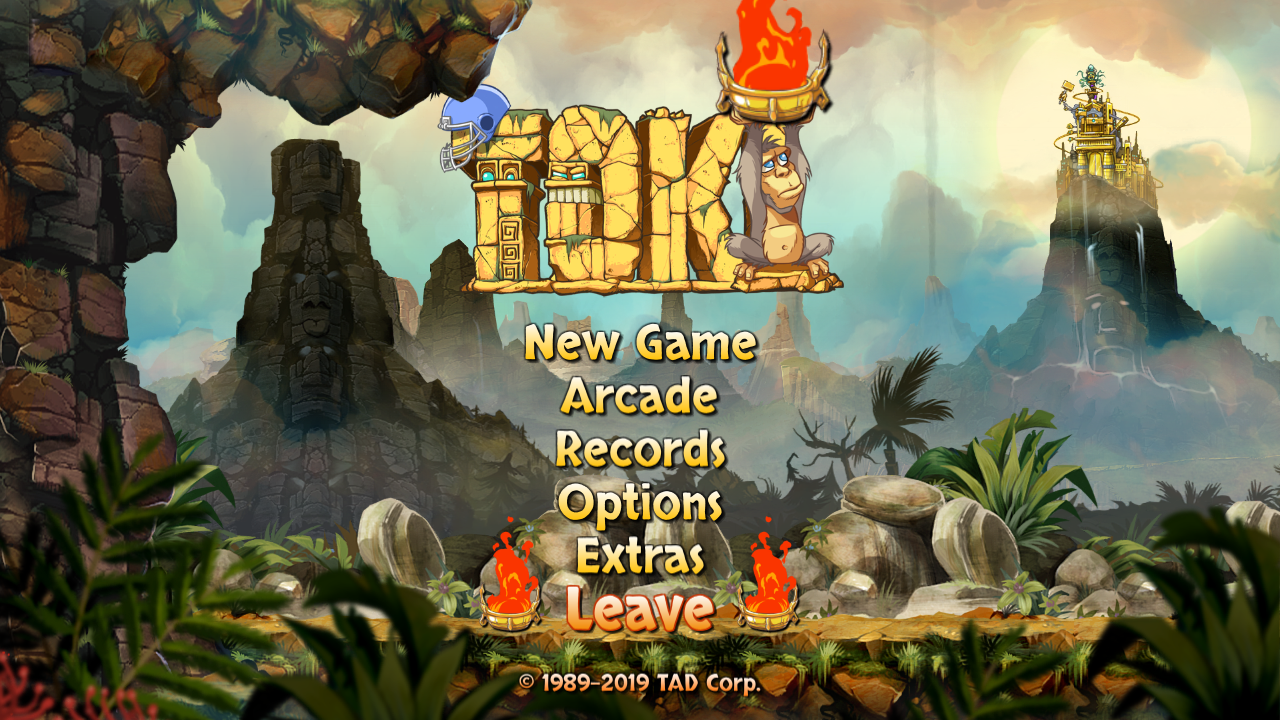 TOKI
New Game
Arcade
Records
Options
Extras
Leave
© 1989-2019 TAD Corp.